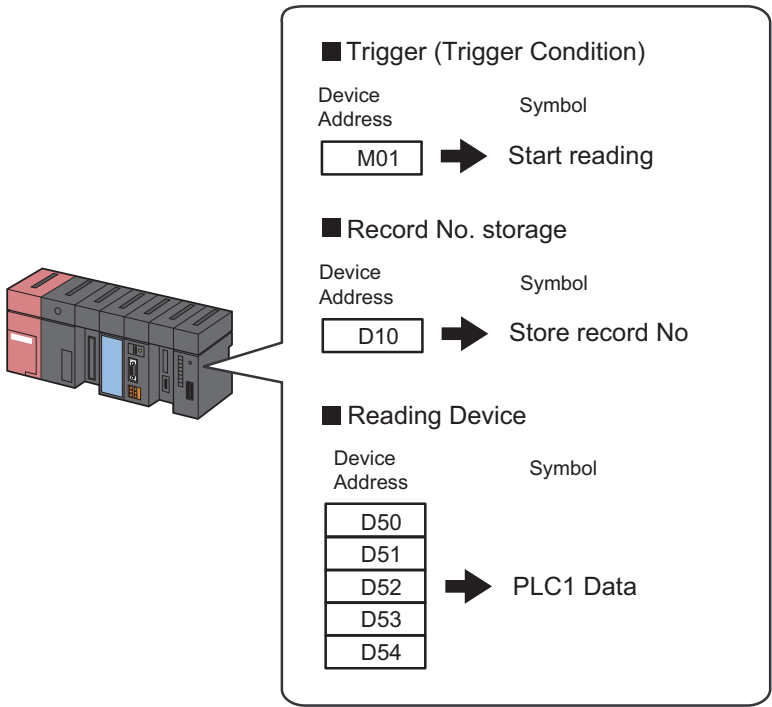 ■ Trigger (Trigger Condition)
Device
Address
Symbol
M01
Start reading
■ Record No. storage
Device
Address
Symbol
D10
Store record No
■ Reading Device
Device
Address
Symbol
D50
D51
D52
D53
D54
PLC1 Data